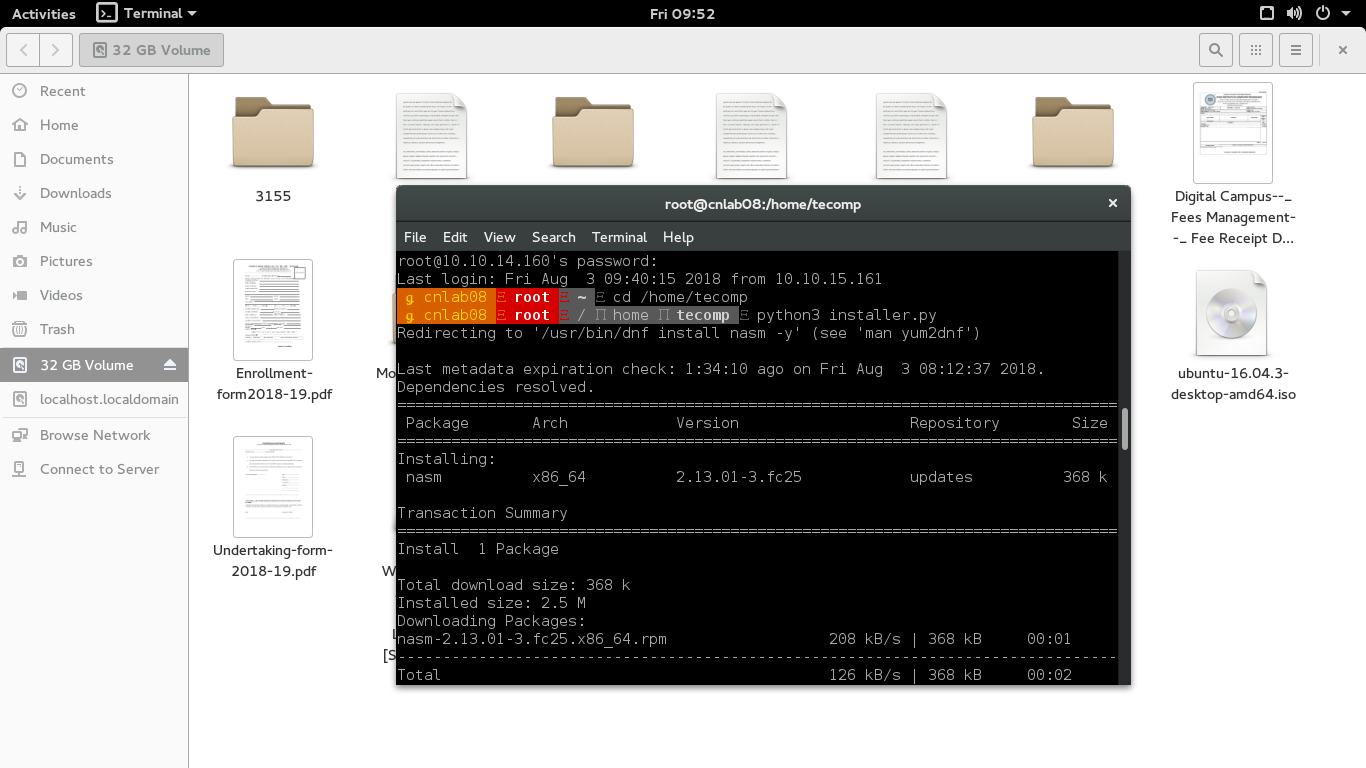 Activities Terminal Fri 09:52
32 GB Volume
Recent
Home
Documents
Downloads
Music
Pictures
Videos
Trash
32 GB Volume
localhost.localdomain
Browse Network
Connect to Server
3155
Digital Campus--_
Fees Management-
-_ Fee Receipt D...
Enrollment-
form2018-19.pdf
Mo
ubuntu-16.04.3-
desktop-amd64.iso
Undertaking-form-
2018-19.pdf
W
[S
root@cnlab08:/home/tecomp
File Edit View Search Terminal Help
root@10.10.14.160's password:
Last login: Fri Aug  3 09:40:15 2018 from 10.10.15.161
cnlab08 root ~ cd /home/tecomp
cnlab08 root / home tecomp python3 installer.py
Redirecting to '/usr/bin/dnf install nasm -y' (see 'man yum2dnf')
Last metadata expiration check: 1:34:10 ago on Fri Aug  3 08:12:37 2018.
Dependencies resolved.
================================================================================
Package Arch Version Repository Size
================================================================================
Installing:
nasm x86_64 2.13.01-3.fc25 updates 368 k
Transaction Summary
================================================================================
Install  1 Package
Total download size: 368 k
Installed size: 2.5 M
Downloading Packages:
nasm-2.13.01-3.fc25.x86_64.rpm 208 kB/s | 368 kB 00:01
--------------------------------------------------------------------------------
Total 126 kB/s | 368 kB 00:02